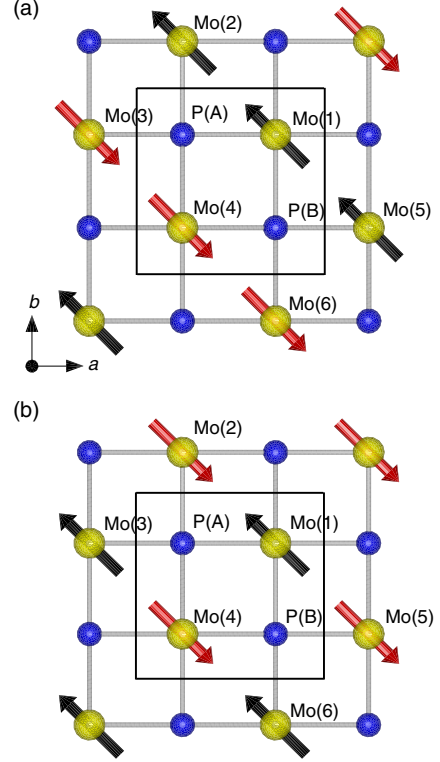 (a)
Mo(2)
Mo(3)
P(A)
Mo(1)
Mo(4)
P(B)
Mo(5)
Mo(6)
b
a
(b)
Mo(2)
Mo(3)
P(A)
Mo(1)
Mo(4)
P(B)
Mo(5)
Mo(6)